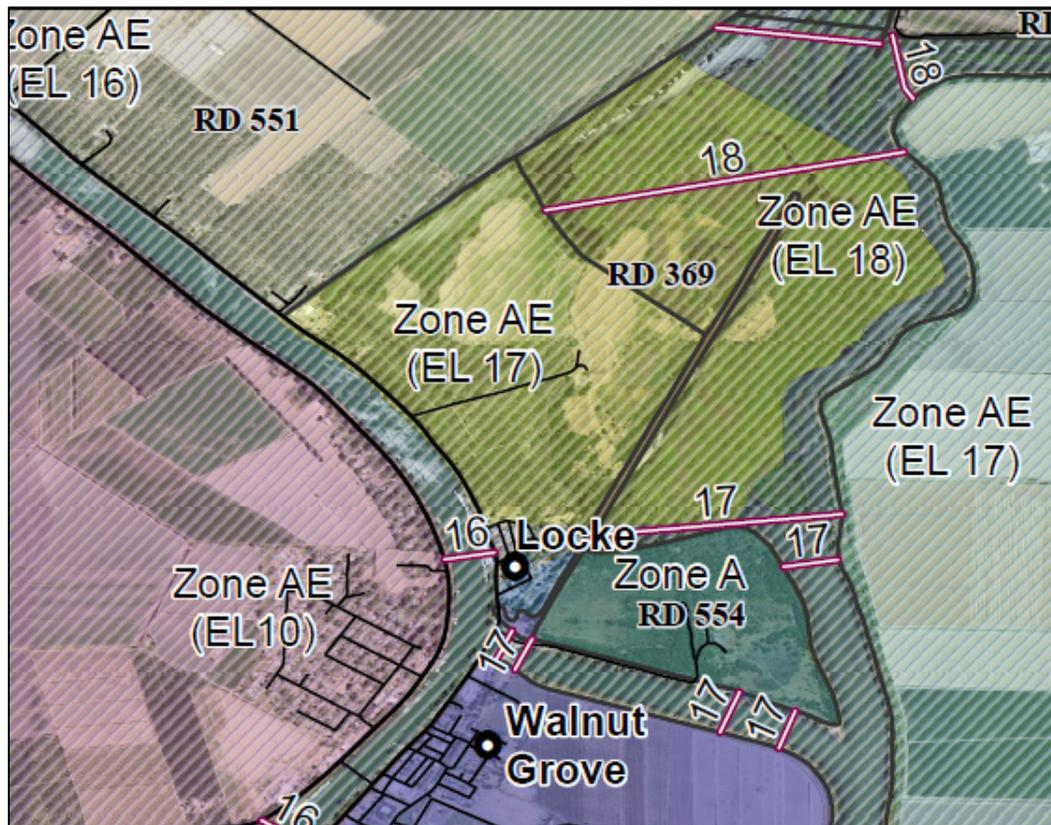 Zone AE
(EL 16)
RD 551
18
18
Zone AE
(EL 18)
RD 369
Zone AE
(EL 17)
Zone AE
(EL 17)
17
16
Locke
17
Zone A
RD 554
Zone AE
(EL10)
17
17
17
Walnut
Grove
16